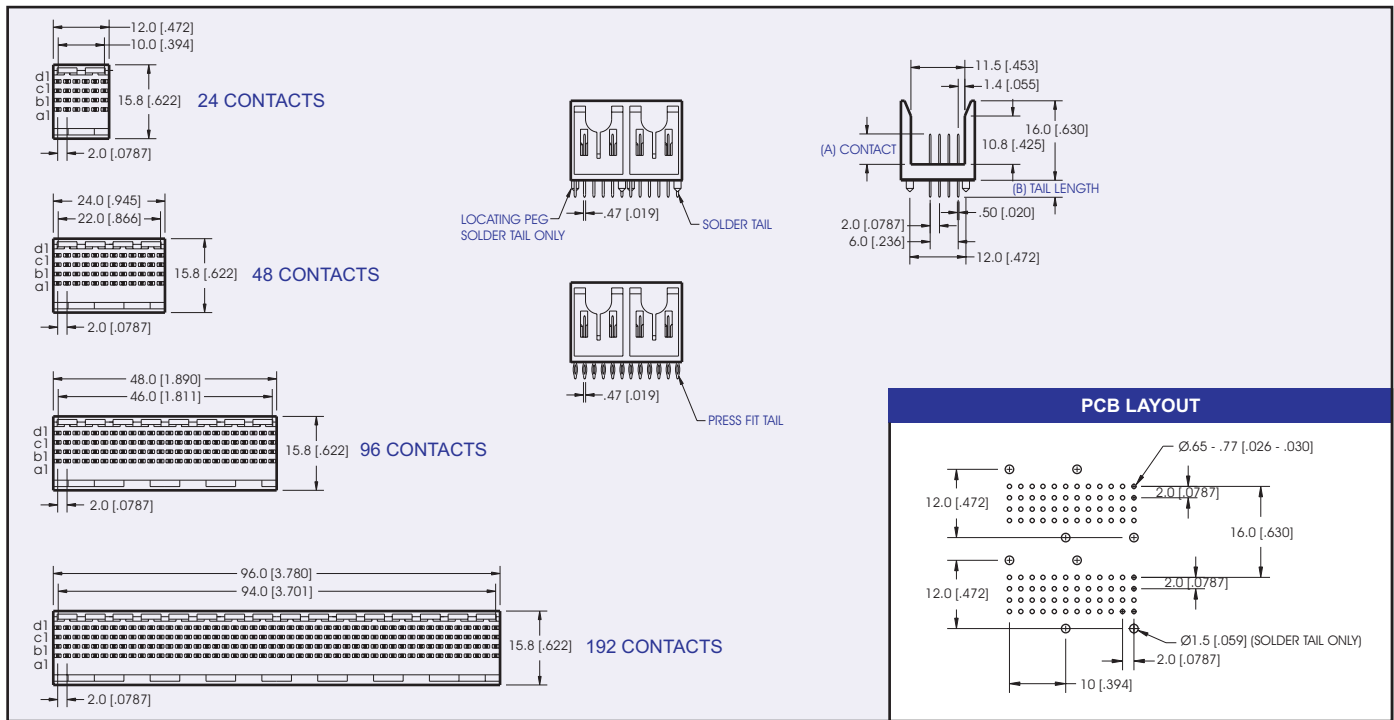 12.0 [.472]
10.0 [.394]
d1
c1
b1
a1
15.8 [.622]
24 CONTACTS
2.0 [.0787]
24.0 [.945]
22.0 [.866]
d1
c1
b1
a1
15.8 [.622]
48 CONTACTS
2.0 [.0787]
48.0 [1.890]
46.0 [1.811]
d1
c1
b1
a1
15.8 [.622]
96 CONTACTS
2.0 [.0787]
96.0 [3.780]
94.0 [3.701]
d1
c1
b1
a1
15.8 [.622]
192 CONTACTS
2.0 [.0787]
LOCATING PEG
SOLDER TAIL ONLY
.47 [.019]
SOLDER TAIL
.47 [.019]
PRESS FIT TAIL
11.5 [.453]
1.4 [.055]
(A) CONTACT
16.0 [.630]
10.8 [.425]
(B) TAIL LENGTH
.50 [.020]
2.0 [.0787]
6.0 [.236]
12.0 [.472]
PCB LAYOUT
Ø.65 - .77 [.026 - .030]
2.0 [.0787]
12.0 [.472]
16.0 [.630]
2.0 [.0787]
12.0 [.472]
Ø1.5 [.059] (SOLDER TAIL ONLY)
2.0 [.0787]
10 [.394]